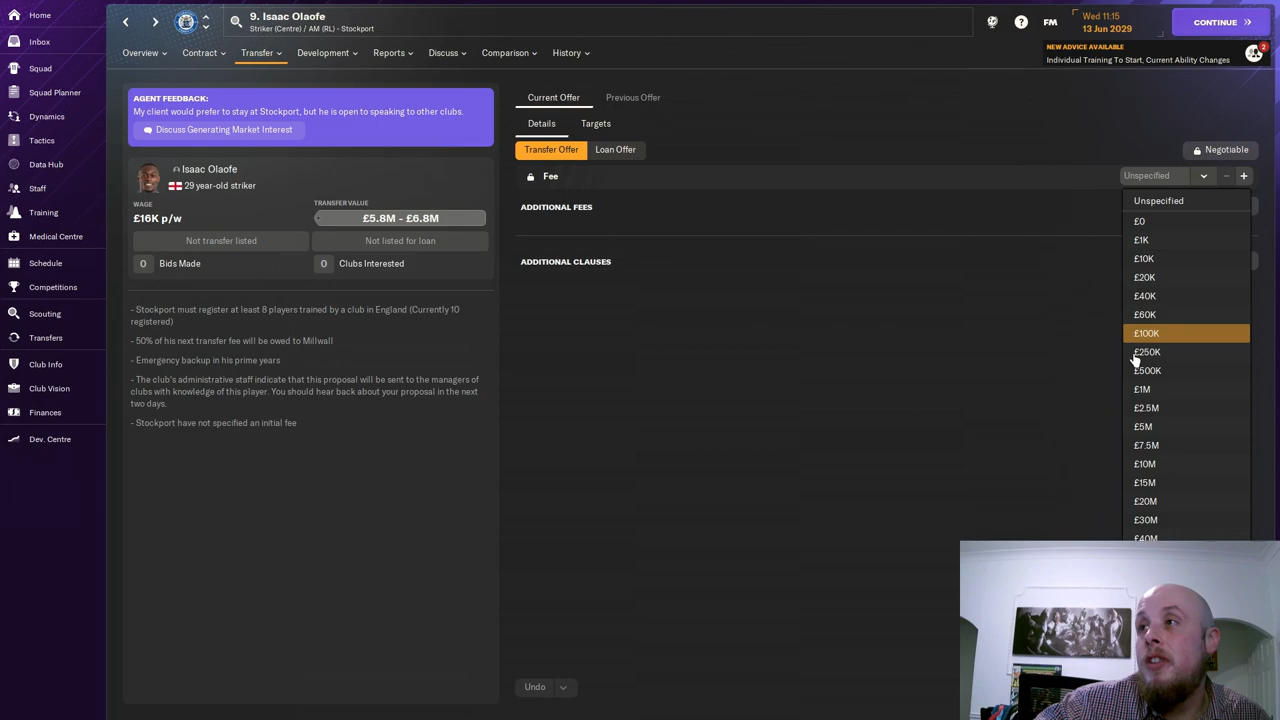 Home
Inbox
Squad
Squad Planner
Dynamics
Tactics
Data Hub
Staff
Training
Medical Centre
Schedule
Competitions
Scouting
Transfers
Club Info
Club Vision
Finances
Dev. Centre
9. Isaac Olaofe
Striker (Centre) / AM (RL) - Stockport
FM
Wed 11:15
13 Jun 2029
CONTINUE
Overview
Contract
Transfer
Development
Reports
Discuss
Comparison
History
NEW ADVICE AVAILABLE
Individual Training To Start, Current Ability Changes
2
AGENT FEEDBACK:
My client would prefer to stay at Stockport, but he is open to speaking to other clubs.
Discuss Generating Market Interest
Isaac Olaofe
29 year-old striker
WAGE
£16K p/w
TRANSFER VALUE
£5.8M - £6.8M
Not transfer listed
Not listed for loan
0 Bids Made
0 Clubs Interested
- Stockport must register at least 8 players trained by a club in England (Currently 10
registered)
- 50% of his next transfer fee will be owed to Millwall
- Emergency backup in his prime years
- The club's administrative staff indicate that this proposal will be sent to the managers of
clubs with knowledge of this player. You should hear back about your proposal in the next
two days.
- Stockport have not specified an initial fee
Current Offer
Previous Offer
Details
Targets
Transfer Offer
Loan Offer
Negotiable
Fee
Unspecified
ADDITIONAL FEES
ADDITIONAL CLAUSES
Unspecified
£0
£1K
£10K
£20K
£40K
£60K
£100K
£250K
£500K
£1M
£2.5M
£5M
£7.5M
£10M
£15M
£20M
£30M
£40M
Undo